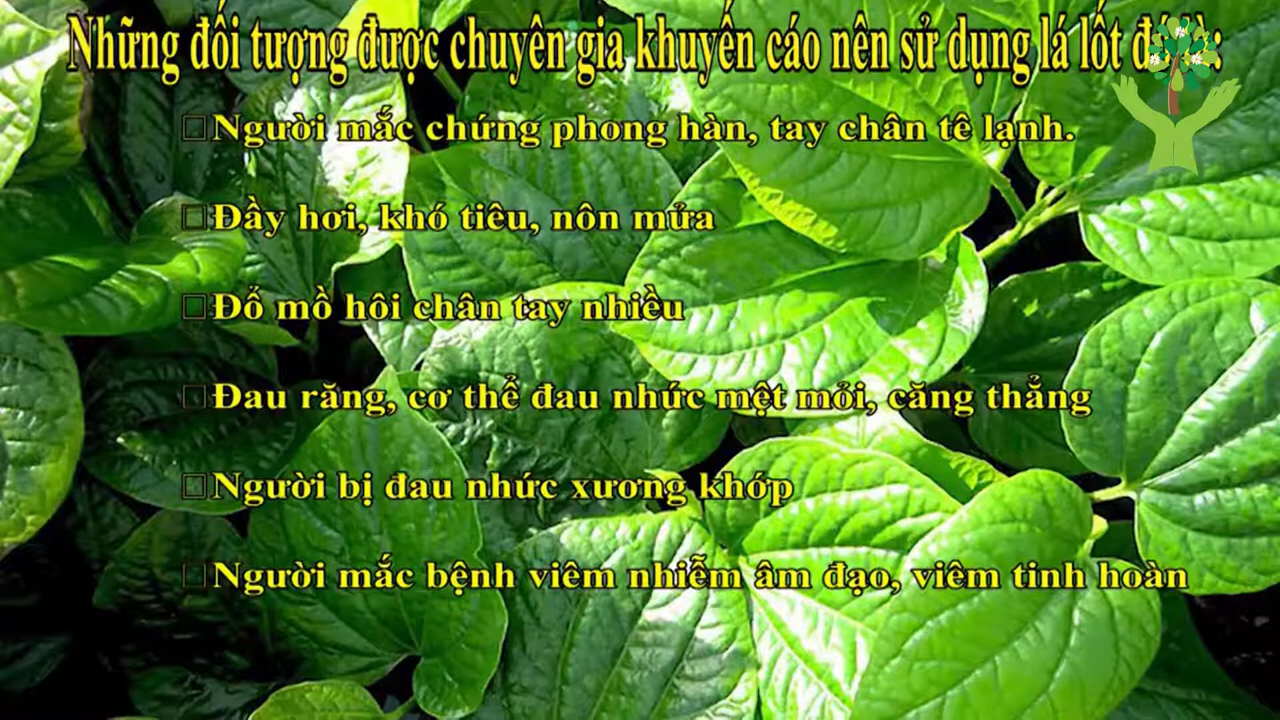 Những đối tượng được chuyên gia khuyến cáo nên sử dụng lá lốt :
Người mắc chứng phong hàn, tay chân tê lạnh.
Đầy hơi, khó tiêu, nôn mửa
Đổ mồ hôi chân tay nhiều
Đau răng, cơ thể đau nhức mệt mỏi, căng thẳng
Người bị đau nhức xương khớp
Người mắc bệnh viêm nhiễm âm đạo, viêm tinh hoàn